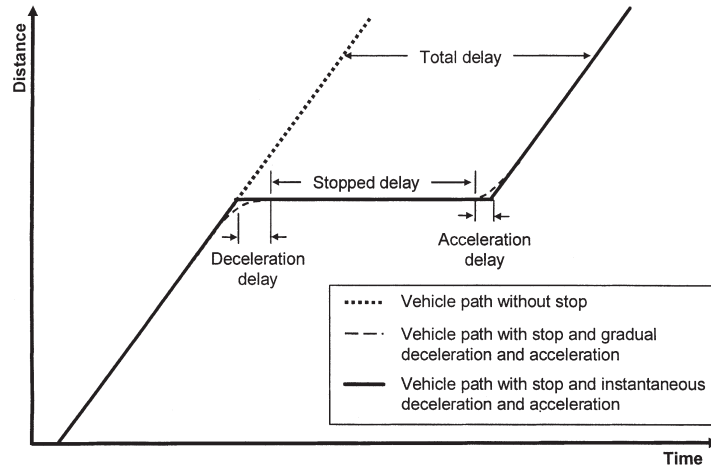 Distance
Total delay
Stopped delay
Deceleration
delay
Acceleration
delay
Vehicle path without stop
Vehicle path with stop and gradual
deceleration and acceleration
Vehicle path with stop and instantaneous
deceleration and acceleration
Time